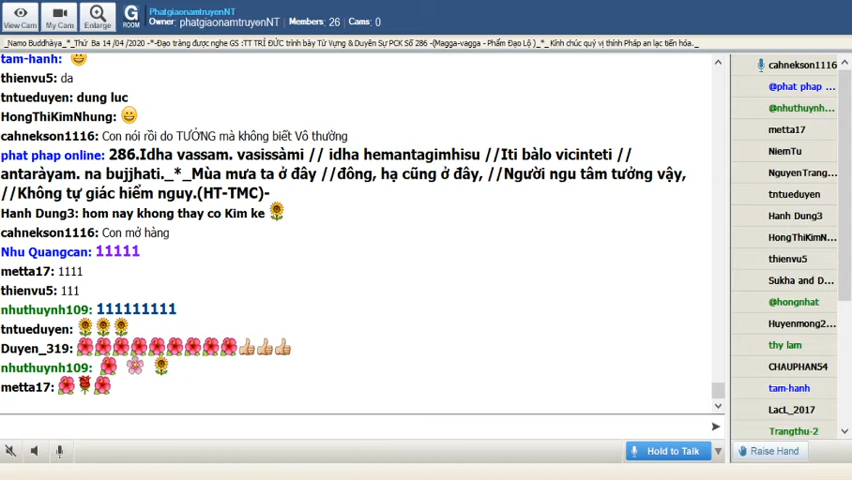 View Cam
My Cam
Enlarge
G
ROOM
PhatgiaonamtruyenNT
Owner: phatgiaonamtruyenNT Members: 26 Cams: 0
_Namo Buddhàya_*_Thứ Ba 14 /04 /2020 -*-Đạo tràng được nghe GS :TT TRÍ ĐỨC trình bày Từ Vựng & Duyên Sự PCK Số 286 -(Magga-vagga - Phẩm Đạo Lộ )_*_ Kính chúc quý vị thính Pháp an lạc tiến hóa._
tam-hanh:
thienvu5: da
tntueduyen: dung luc
HongThiKimNhung:
cahnekson1116: Con nói rồi do TƯỞNG mà không biết Vô thường
phat phap online: 286.Idha vassam. vasissàmi // idha hemantagimhisu //Iti bàlo vicinteti //
antaràyam. na bujjhati._*_Mùa mưa ta ở đây //đông, hạ cũng ở đây, //Người ngu tâm tưởng vậy,
//Không tự giác hiểm nguy.(HT-TMC)-
Hanh Dung3: hom nay khong thay co Kim ke
cahnekson1116: Con mở hàng
Nhu Quangcan: 11111
metta17: 1111
thienvu5: 111
nhuthuynh109: 111111111
tntueduyen:
Duyen_319:
nhuthuynh109:
metta17:
Hold to Talk
cahnekson1116
@phat phap ...
@nhuthuynh...
metta17
NiemTu
NguyenTrang...
tntueduyen
Hanh Dung3
HongThiKimN...
thienvu5
Sukha and D...
@hongnhat
Huyenmong2...
thy lam
CHAUPHAN54
tam-hanh
LacL_2017
Trangthu-2
Raise Hand